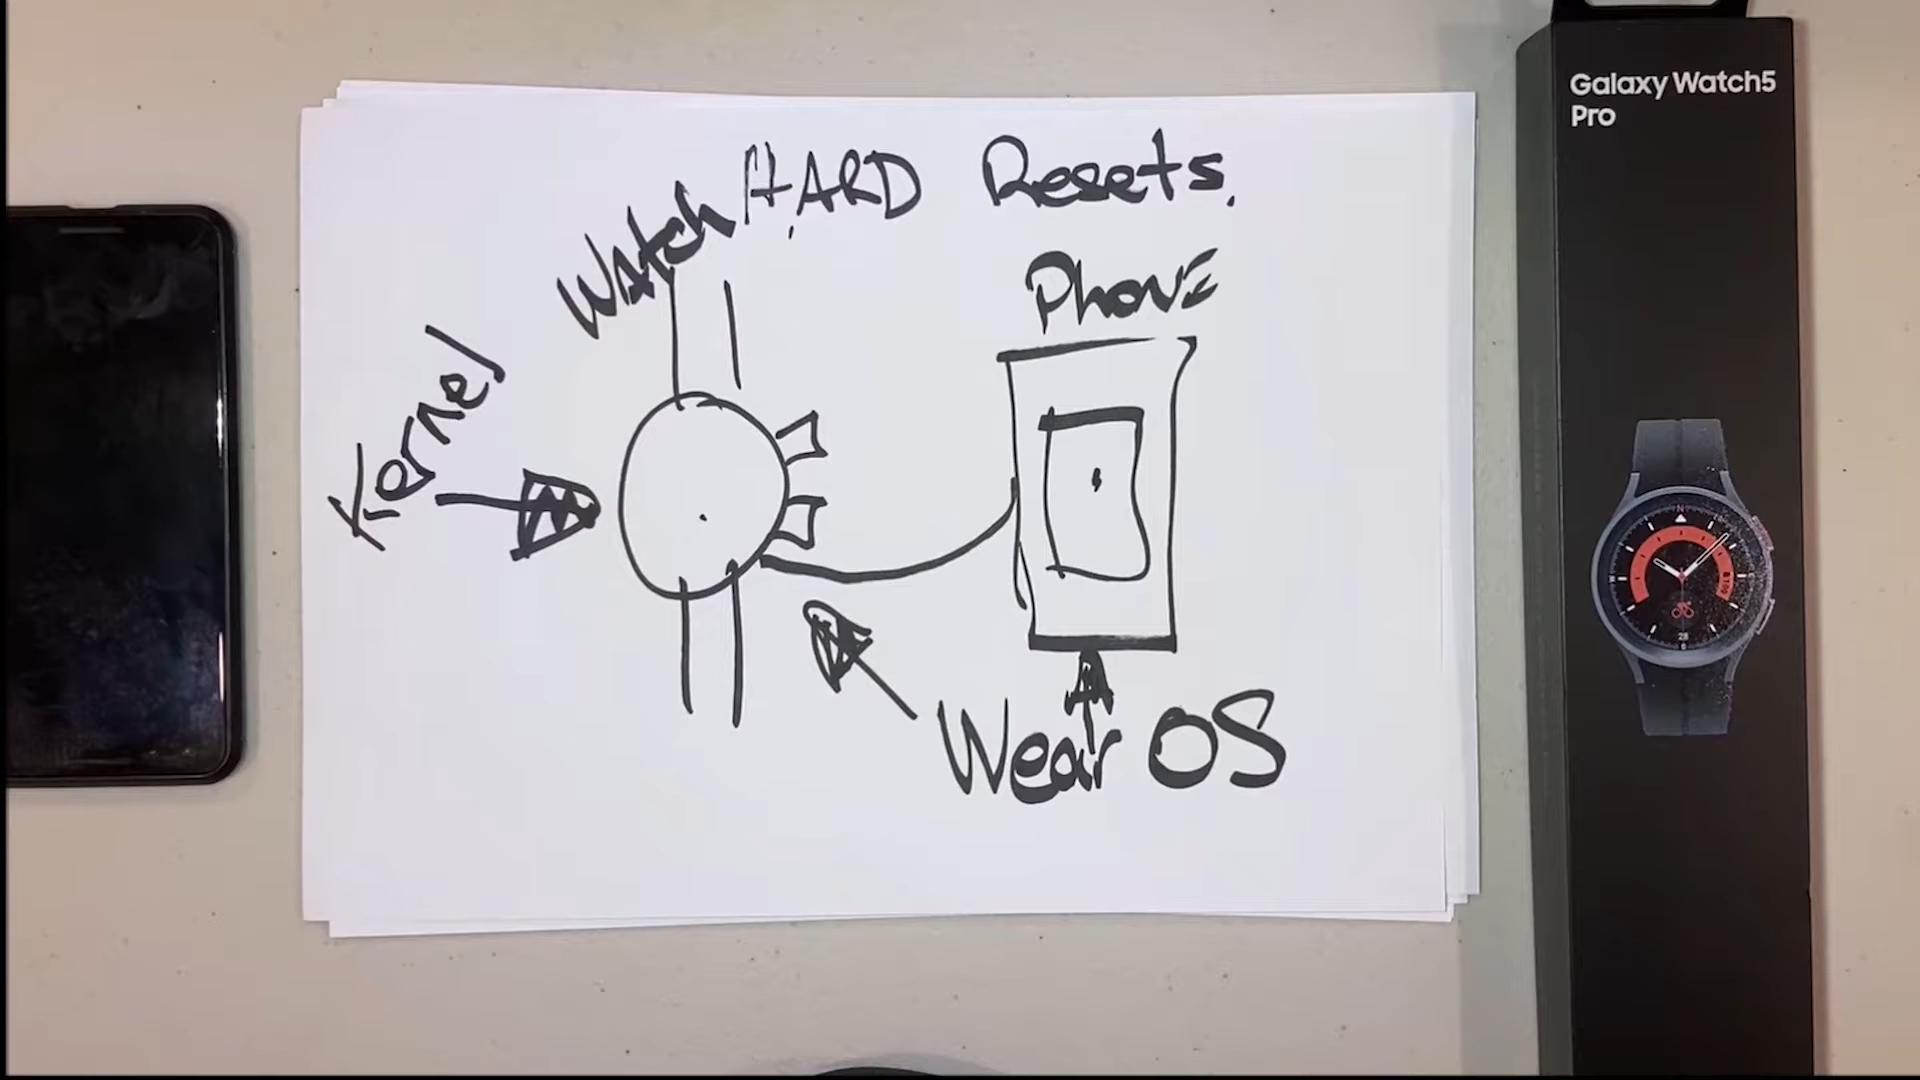 HARD Resets.
Watch
Phone
Kernel
Wear OS
Galaxy Watch5
Pro